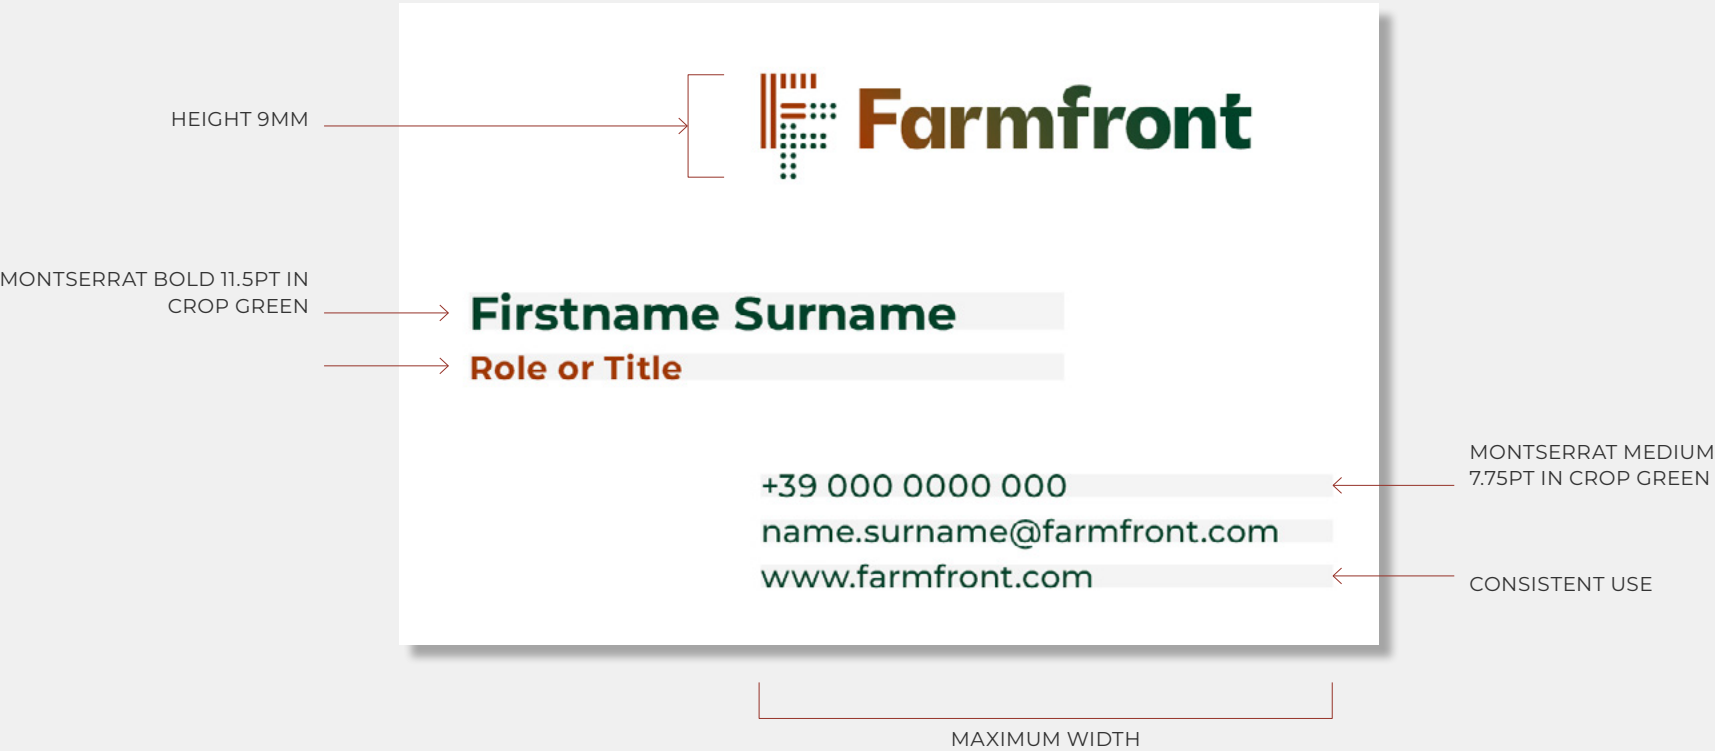 HEIGHT 9MM
Farmfront
MONTSERRAT BOLD 11.5PT IN
CROP GREEN
Firstname Surname
Role or Title
MONTSERRAT MEDIUM
7.75PT IN CROP GREEN
+39 000 0000 000
name.surname@farmfront.com
www.farmfront.com
CONSISTENT USE
MAXIMUM WIDTH